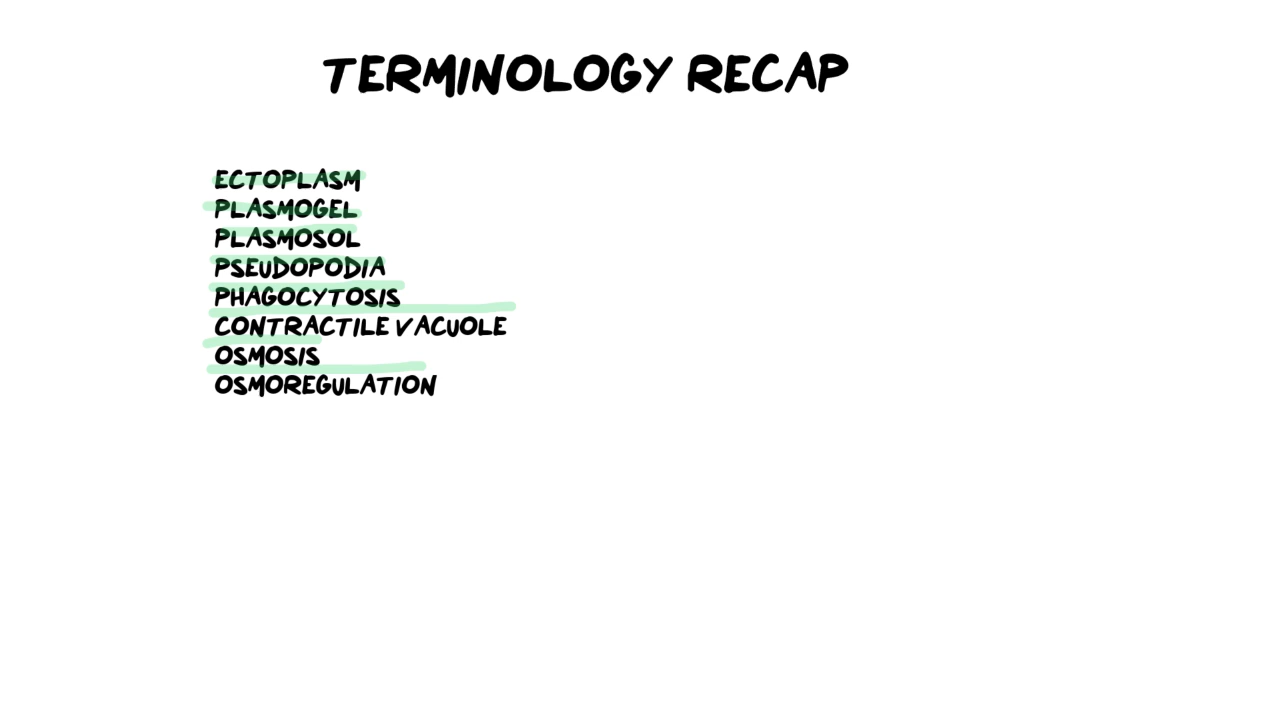 TERMINOLOGY RECAP
ECTOPLASM
PLASMOGEL
PLASMOSOL
PSEUDOPODIA
PHAGOCYTOSIS
CONTRACTILE VACUOLE
OSMOSIS
OSMOREGULATION